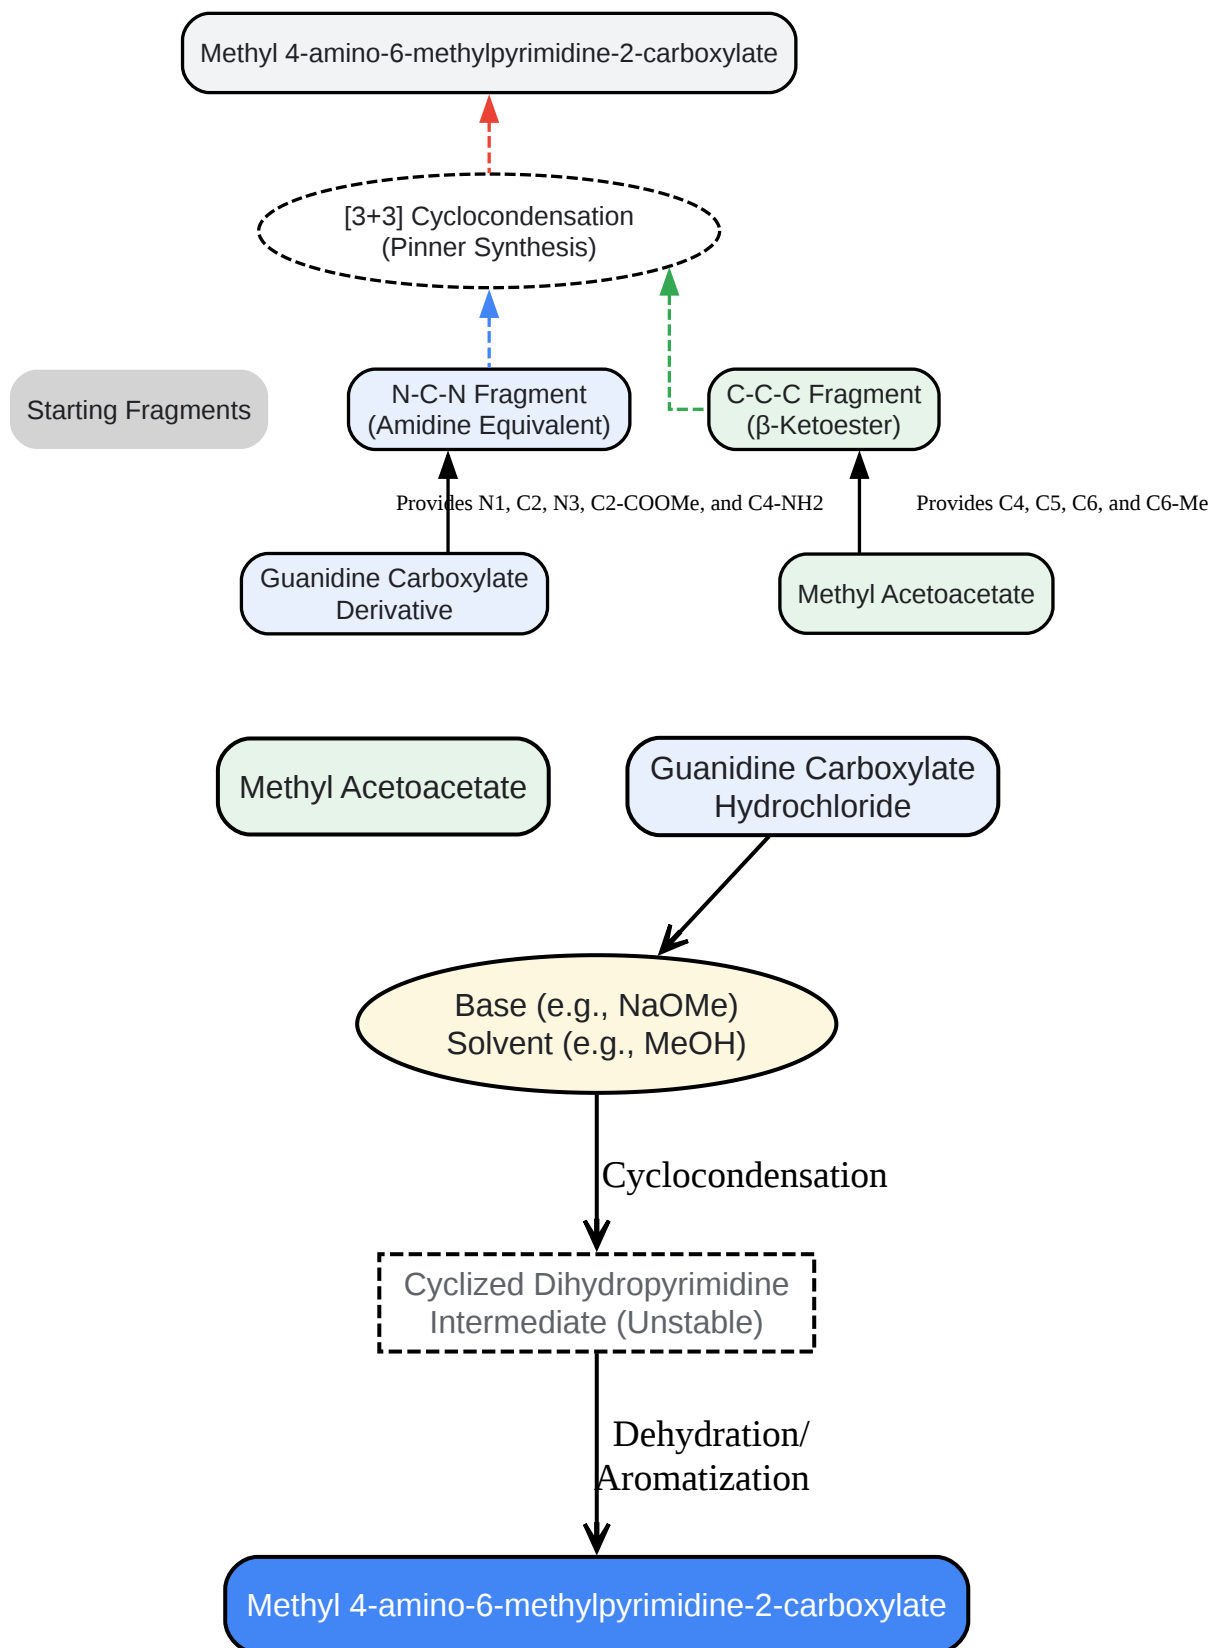 Methyl 4-amino-6-methylpyrimidine-2-carboxylate
[3+3] Cyclocondensation
(Pinner Synthesis)
Starting Fragments
N-C-N Fragment
(Amidine Equivalent)
C-C-C Fragment
(β-Ketoester)
Provides N1, C2, N3, C2-COOMe, and C4-NH2
Provides C4, C5, C6, and C6-Me
Guanidine Carboxylate
Derivative
Methyl Acetoacetate
Methyl Acetoacetate
Guanidine Carboxylate
Hydrochloride
Base (e.g., NaOMe)
Solvent (e.g., MeOH)
Cyclocondensation
Cyclized Dihydropyrimidine
Intermediate (Unstable)
Dehydration/
Aromatization
Methyl 4-amino-6-methylpyrimidine-2-carboxylate